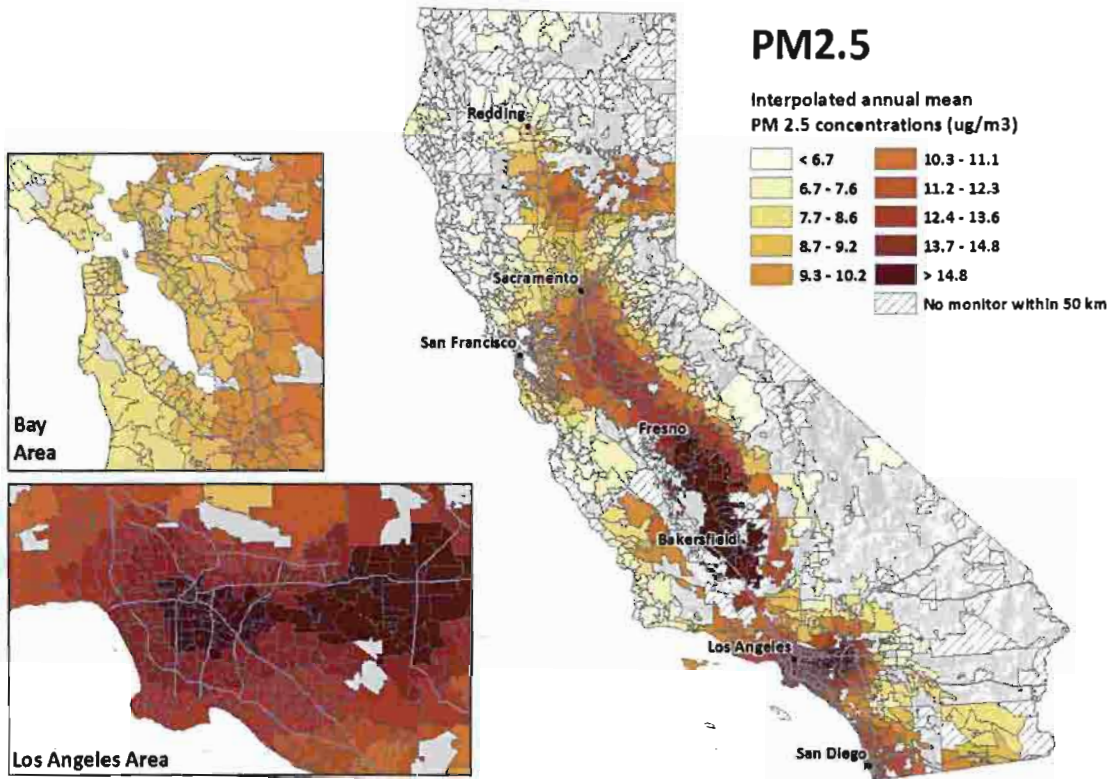 PM2.5
Interpolated annual mean
PM 2.5 concentrations (ug/m3)
< 6.7
6.7 - 7.6
7.7 - 8.6
8.7 - 9.2
9.3 - 10.2
10.3 - 11.1
11.2 - 12.3
12.4 - 13.6
13.7 - 14.8
> 14.8
No monitor within 50 km
Redding
Sacramento
San Francisco
Fresno
Bakersfield
Los Angeles
San Diego
Bay
Area
Los Angeles Area